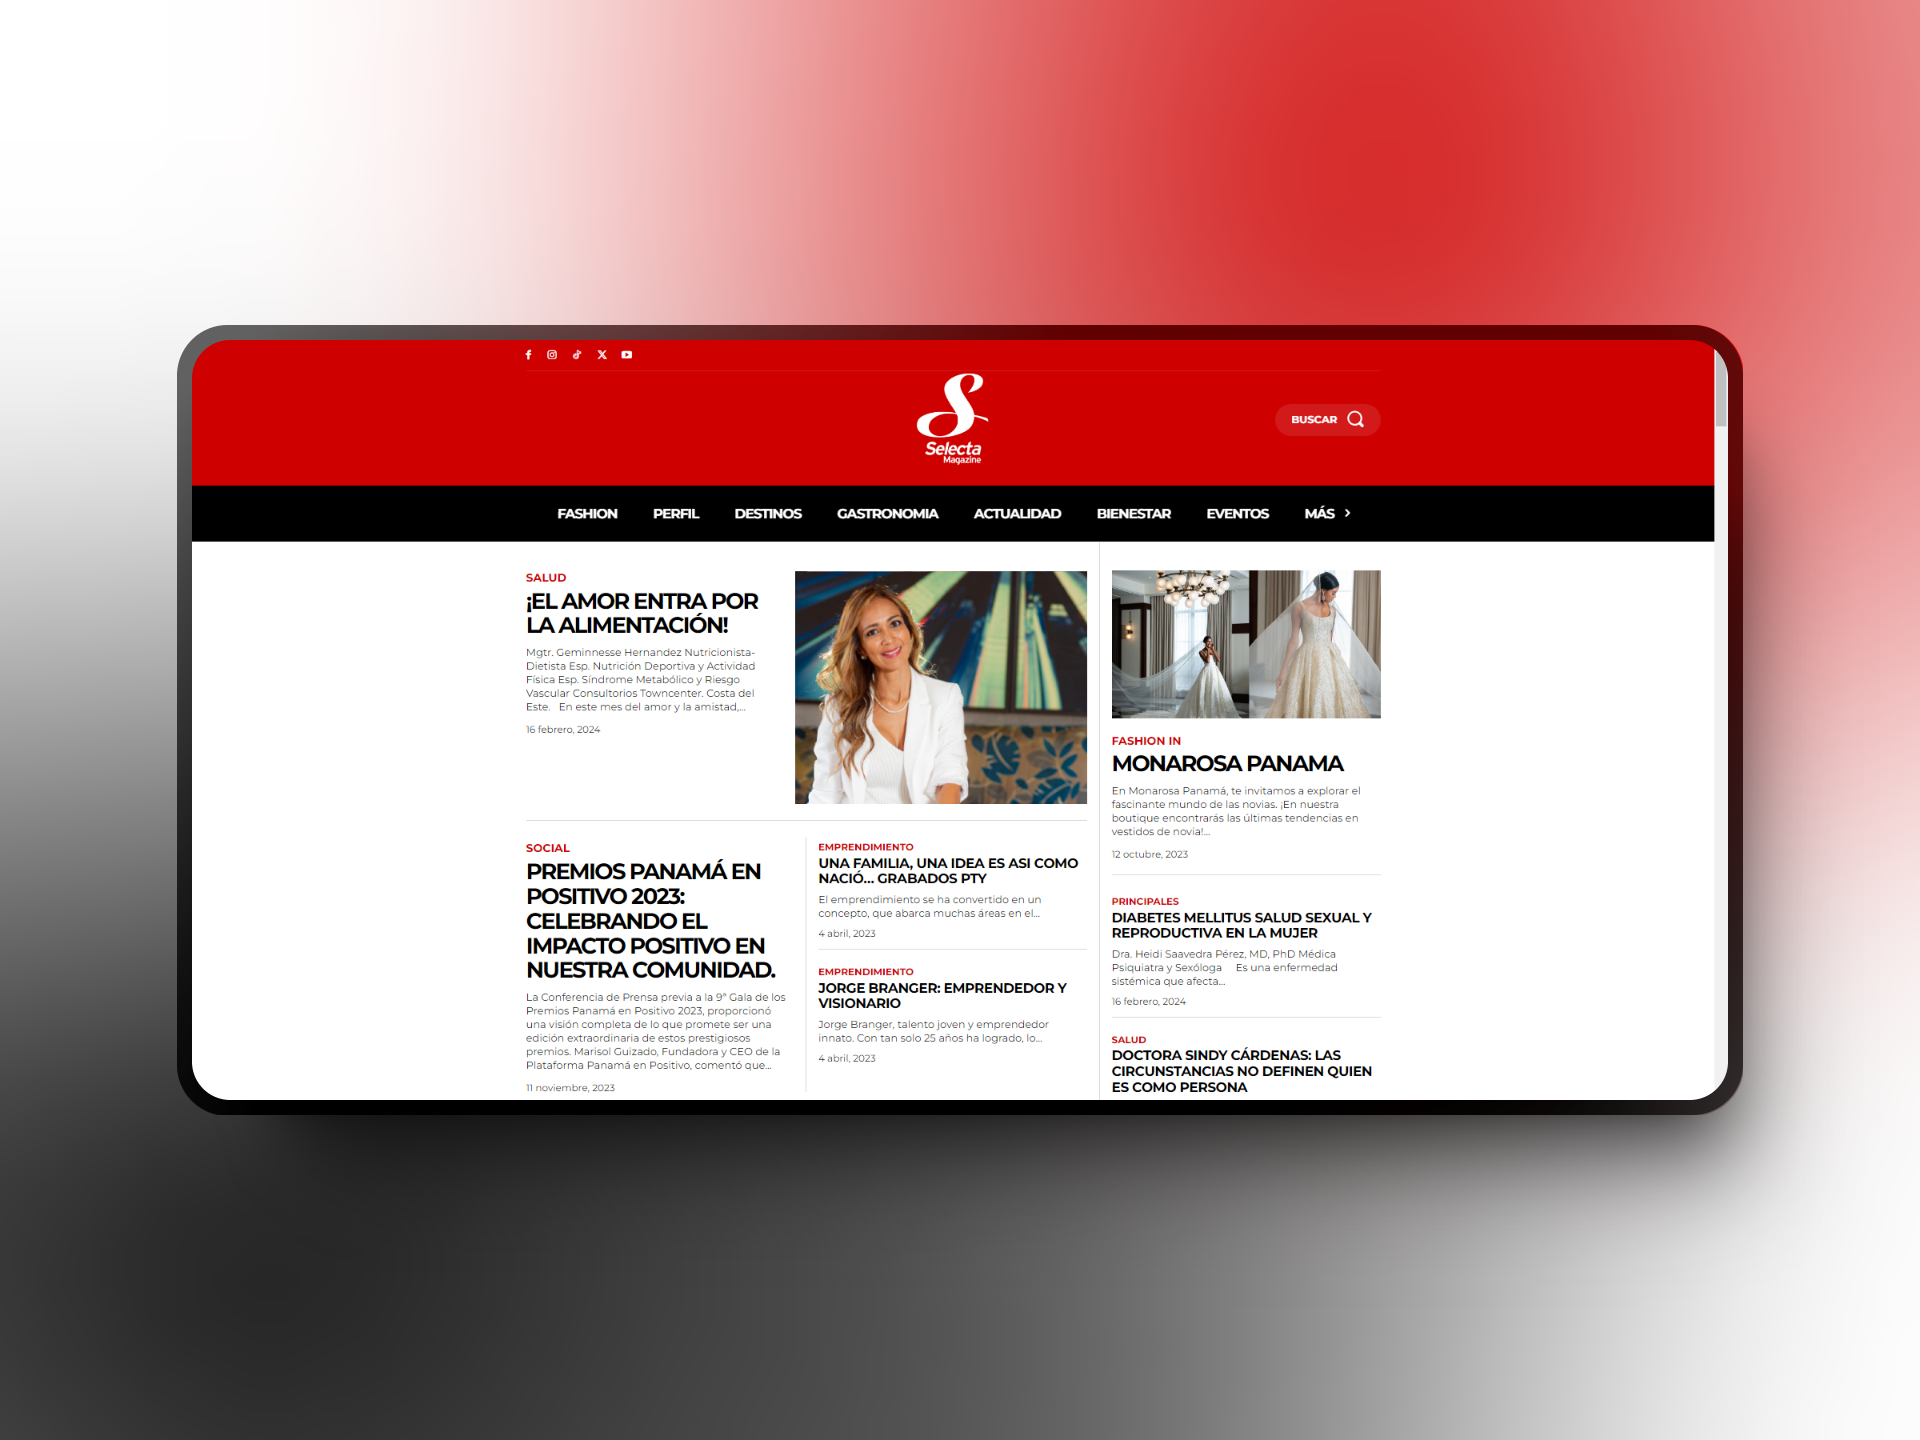 Selecta
Magazine
BUSCAR
FASHION PERFIL DESTINOS GASTRONOMIA ACTUALIDAD BIENESTAR EVENTOS MÁS
SALUD
¡EL AMOR ENTRA POR
LA ALIMENTACIÓN!
Mgtr. Geminnesse Hernandez Nutricionista-
Dietista Esp. Nutrición Deportiva y Actividad
Física Esp. Síndrome Metabólico y Riesgo
Vascular Consultorios Towncenter. Costa del
Este. En este mes del amor y la amistad,...
16 febrero, 2024
SOCIAL
PREMIOS PANAMÁ EN
POSITIVO 2023:
CELEBRANDO EL
IMPACTO POSITIVO EN
NUESTRA COMUNIDAD.
La Conferencia de Prensa previa a la 9ª Gala de los
Premios Panamá en Positivo 2023, proporcionó
una visión completa de lo que promete ser una
edición extraordinaria de estos prestigiosos
premios. Marisol Guizado, Fundadora y CEO de la
Plataforma Panamá en Positivo, comentó que...
11 noviembre, 2023
EMPRENDIMIENTO
UNA FAMILIA, UNA IDEA ES ASI COMO
NACIÓ... GRABADOS PTY
El emprendimiento se ha convertido en un
concepto, que abarca muchas áreas en el...
4 abril, 2023
EMPRENDIMIENTO
JORGE BRANGER: EMPRENDEDOR Y
VISIONARIO
Jorge Branger, talento joven y emprendedor
innato. Con tan solo 25 años ha logrado, lo...
4 abril, 2023
FASHION IN
MONAROSA PANAMA
En Monarosa Panamá, te invitamos a explorar el
fascinante mundo de las novias. ¡En nuestra
boutique encontrarás las últimas tendencias en
vestidos de novia!...
12 octubre, 2023
PRINCIPALES
DIABETES MELLITUS SALUD SEXUAL Y
REPRODUCTIVA EN LA MUJER
Dra. Heidi Saavedra Pérez, MD, PhD Médica
Psiquiatra y Sexóloga Es una enfermedad
sistémica que afecta...
16 febrero, 2024
SALUD
DOCTORA SINDY CÁRDENAS: LAS
CIRCUNSTANCIAS NO DEFINEN QUIEN
ES COMO PERSONA